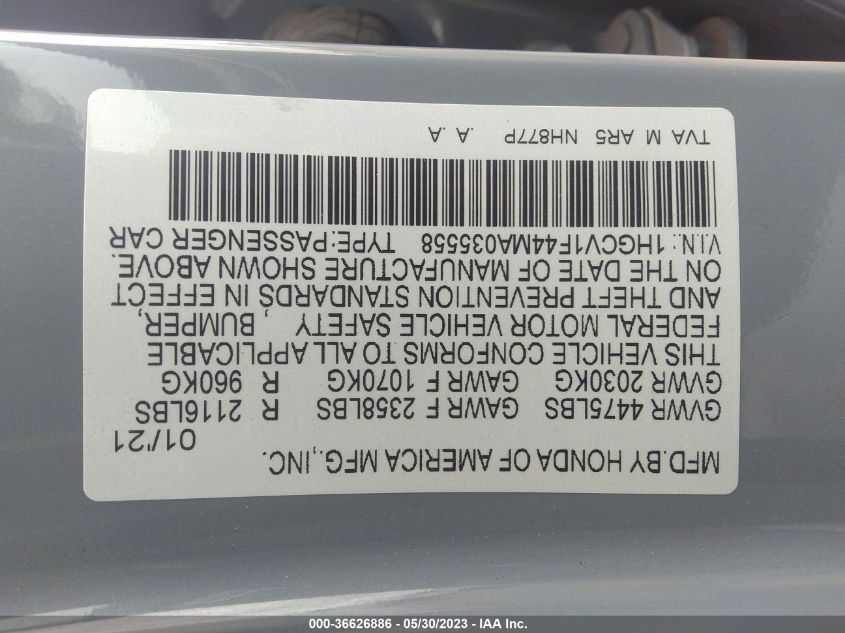 MFD.BY HONDA OF AMERICA MFG.,INC.
01/'21
GVWR 4475LBS GAWR F 2358LBS R 2116LBS
GVWR 2030KG GAWR F 1070KG R 960KG
THIS VEHICLE CONFORMS TO ALL APPLICABLE
FEDERAL MOTOR VEHICLE SAFETY , BUMPER,
AND THEFT PREVENTION STANDARDS IN EFFECT
ON THE DATE OF MANUFACTURE SHOWN ABOVE.
V.I.N.: 1HGCV1F44MA035558 TYPE:PASSENGER CAR
TVA M AR5 NH877P .A .A
000-36626886 - 05/30/2023 - IAA Inc.